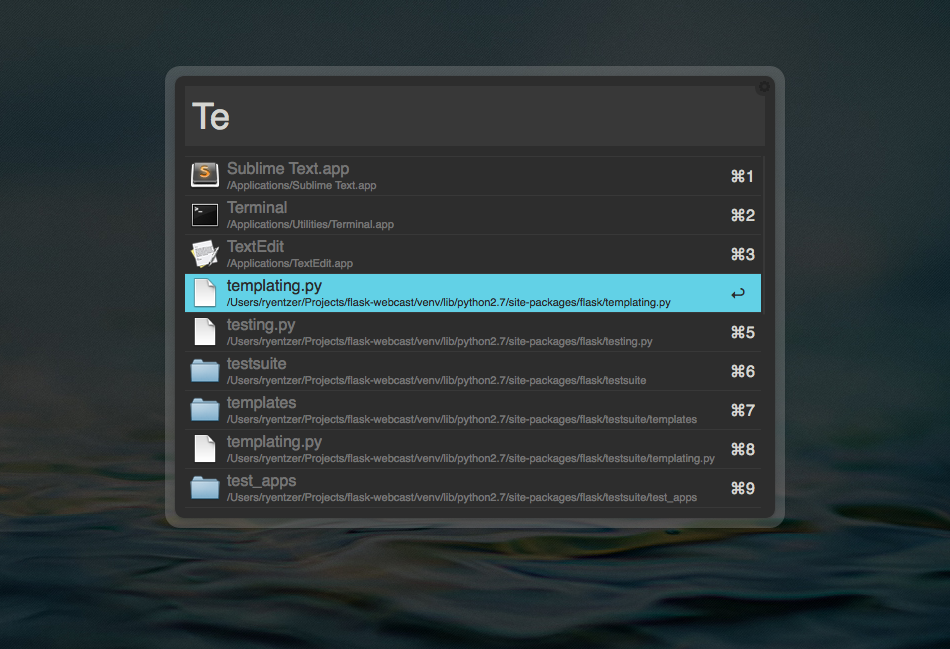 Te
Sublime Text.app
/Applications/Sublime Text.app
⌘1
Terminal
/Applications/Utilities/Terminal.app
⌘2
TextEdit
/Applications/TextEdit.app
⌘3
templating.py
/Users/ryentzer/Projects/flask-webcast/venv/lib/python2.7/site-packages/flask/templating.py
↩
testing.py
/Users/ryentzer/Projects/flask-webcast/venv/lib/python2.7/site-packages/flask/testing.py
⌘5
testsuite
/Users/ryentzer/Projects/flask-webcast/venv/lib/python2.7/site-packages/flask/testsuite
⌘6
templates
/Users/ryentzer/Projects/flask-webcast/venv/lib/python2.7/site-packages/flask/testsuite/templates
⌘7
templating.py
/Users/ryentzer/Projects/flask-webcast/venv/lib/python2.7/site-packages/flask/testsuite/templating.py
⌘8
test_apps
/Users/ryentzer/Projects/flask-webcast/venv/lib/python2.7/site-packages/flask/testsuite/test_apps
⌘9